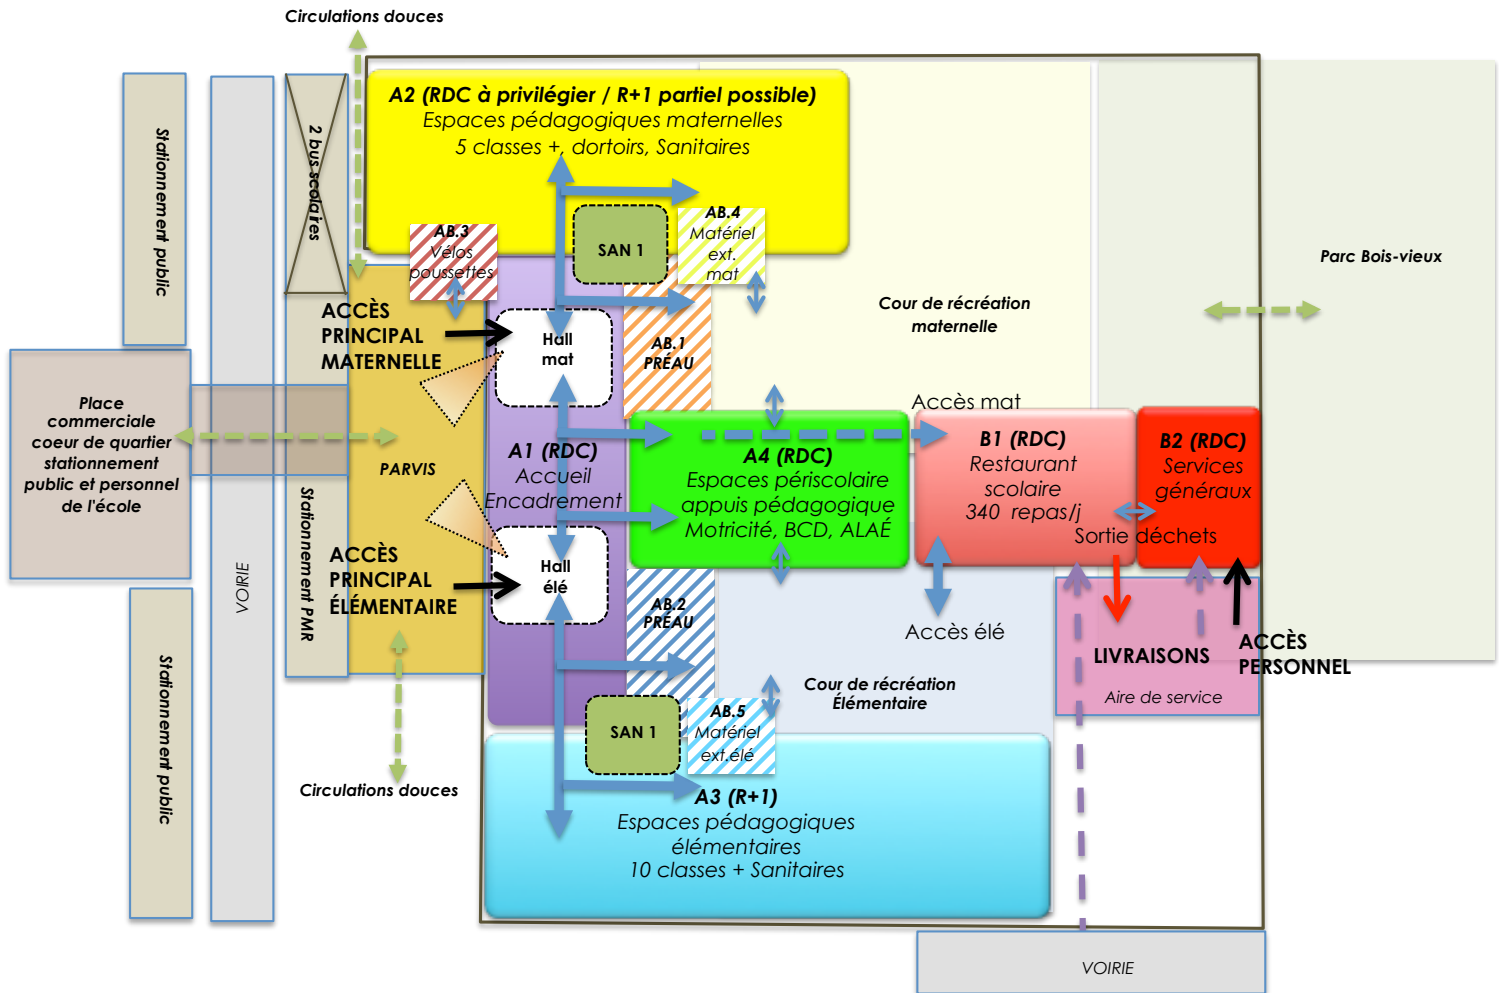 Circulations douces
A2 (RDC à privilégier / R+1 partiel possible)
Espaces pédagogiques maternelles
5 classes +, dortoirs, Sanitaires
Stationnement public
2 bus scolaires
AB.3
Vélos
poussettes
SAN 1
AB.4
Matériel
ext.
mat
Parc Bois-vieux
Cour de récréation
maternelle
ACCÈS
PRINCIPAL
MATERNELLE
Hall
mat
AB.1
PRÉAU
Place
commerciale
coeur de quartier
stationnement
public et personnel
de l'école
PARVIS
A1 (RDC)
Accueil
Encadrement
Accès mat
A4 (RDC)
Espaces périscolaire
appuis pédagogique
Motricité, BCD, ALAÉ
B1 (RDC)
Restaurant
scolaire
340 repas/j
B2 (RDC)
Services
généraux
Sortie déchets
VOIRIE
Stationnement PMR
ACCÈS
PRINCIPAL
ÉLÉMENTAIRE
Hall
élé
AB.2
PRÉAU
Accès élé
LIVRAISONS
ACCÈS
PERSONNEL
Aire de service
Cour de récréation
Élémentaire
Stationnement public
SAN 1
AB.5
Matériel
ext.élé
Circulations douces
A3 (R+1)
Espaces pédagogiques
élémentaires
10 classes + Sanitaires
VOIRIE